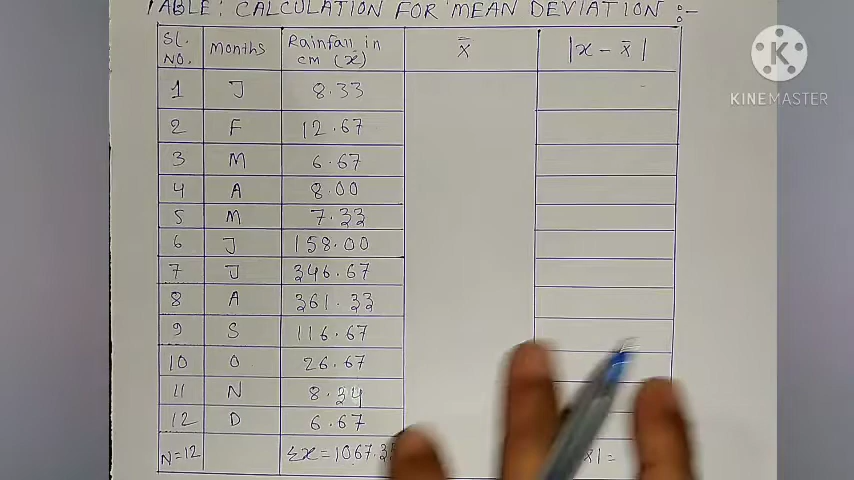 TABLE: CALCULATION FOR MEAN DEVIATION :-
SL. NO. Months Rainfall in cm (x) x̄ |x - x̄|
1 J 8.33
2 F 12.67
3 M 6.67
4 A 8.00
5 M 7.33
6 J 158.00
7 J 346.67
8 A 361.33
9 S 116.67
10 O 26.67
11 N 8.34
12 D 6.67
N=12 Σx = 1067.35
K
KINEMASTER